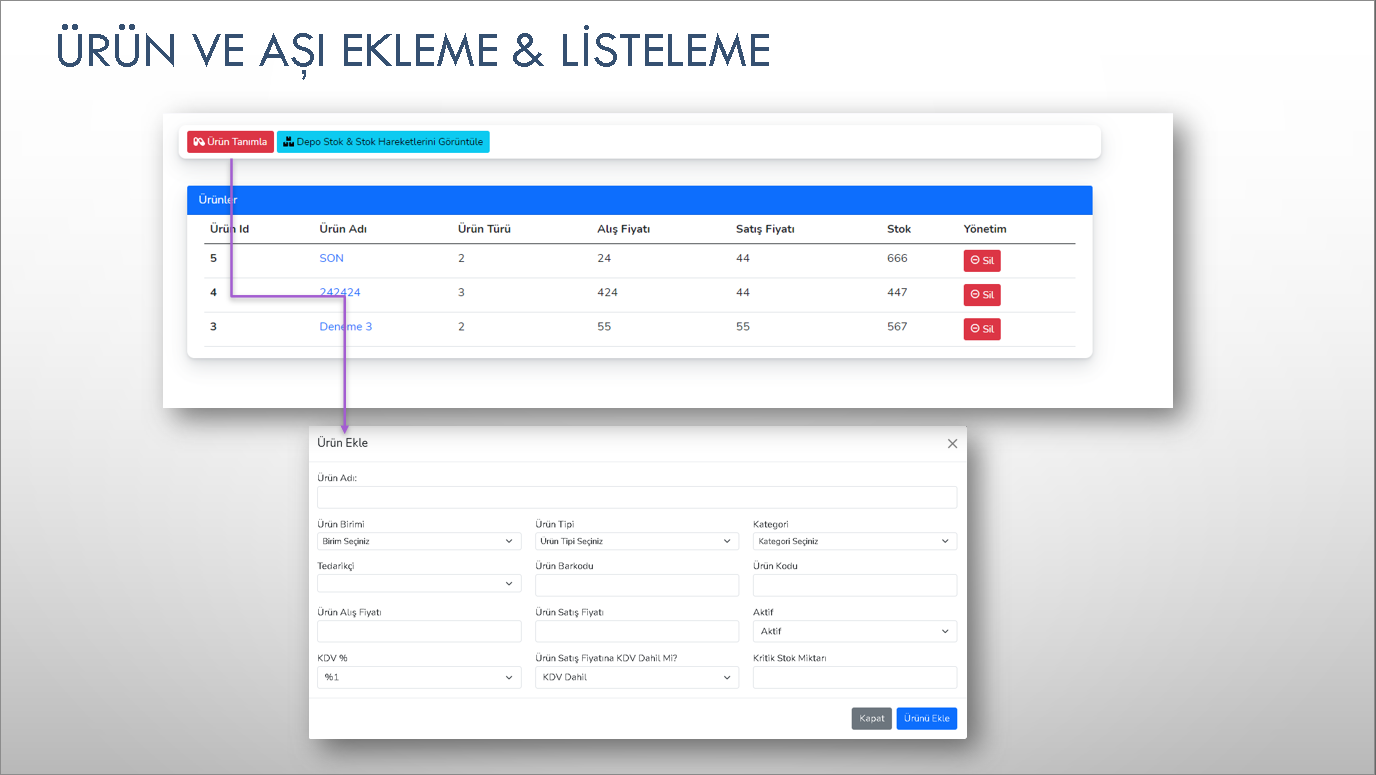 ÜRÜN VE AŞI EKLEME & LİSTELEME
Ürün Tanımla Depo Stok & Stok Hareketlerini Görüntüle
Ürünler
Ürün Id Ürün Adı Ürün Türü Alış Fiyatı Satış Fiyatı Stok Yönetim
5 SON 2 24 44 666 Sil
4 242424 3 424 44 447 Sil
3 Deneme 3 2 55 55 567 Sil
Ürün Ekle
Ürün Adı:
Ürün Birimi Ürün Tipi Kategori
Birim Seçiniz Ürün Tipi Seçiniz Kategori Seçiniz
Tedarikçi Ürün Barkodu Ürün Kodu
Ürün Alış Fiyatı Ürün Satış Fiyatı Aktif
Aktif
KDV % Ürün Satış Fiyatına KDV Dahil Mi? Kritik Stok Miktarı
%1 KDV Dahil
Kapat Ürünü Ekle